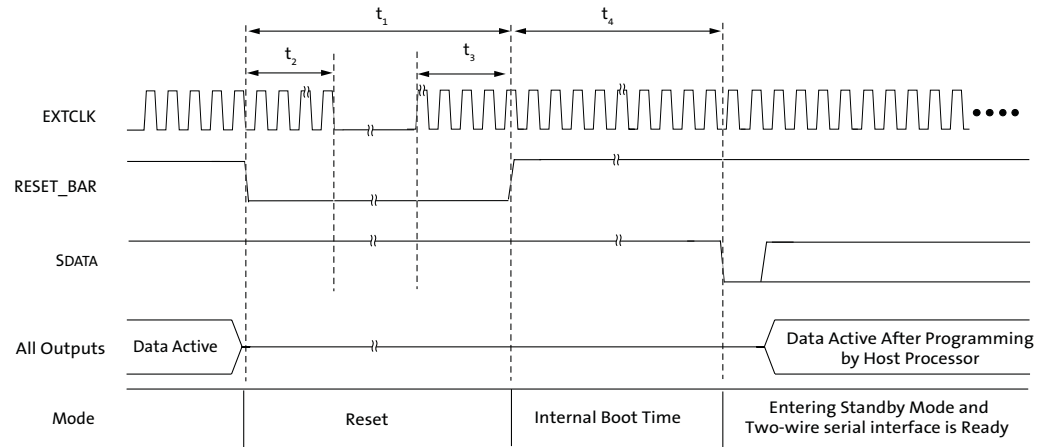 t₁
t₄
t₂
t₃
EXTCLK
RESET_BAR
SDATA
All Outputs
Data Active
Data Active After Programming
by Host Processor
Mode
Reset
Internal Boot Time
Entering Standby Mode and
Two-wire serial interface is Ready